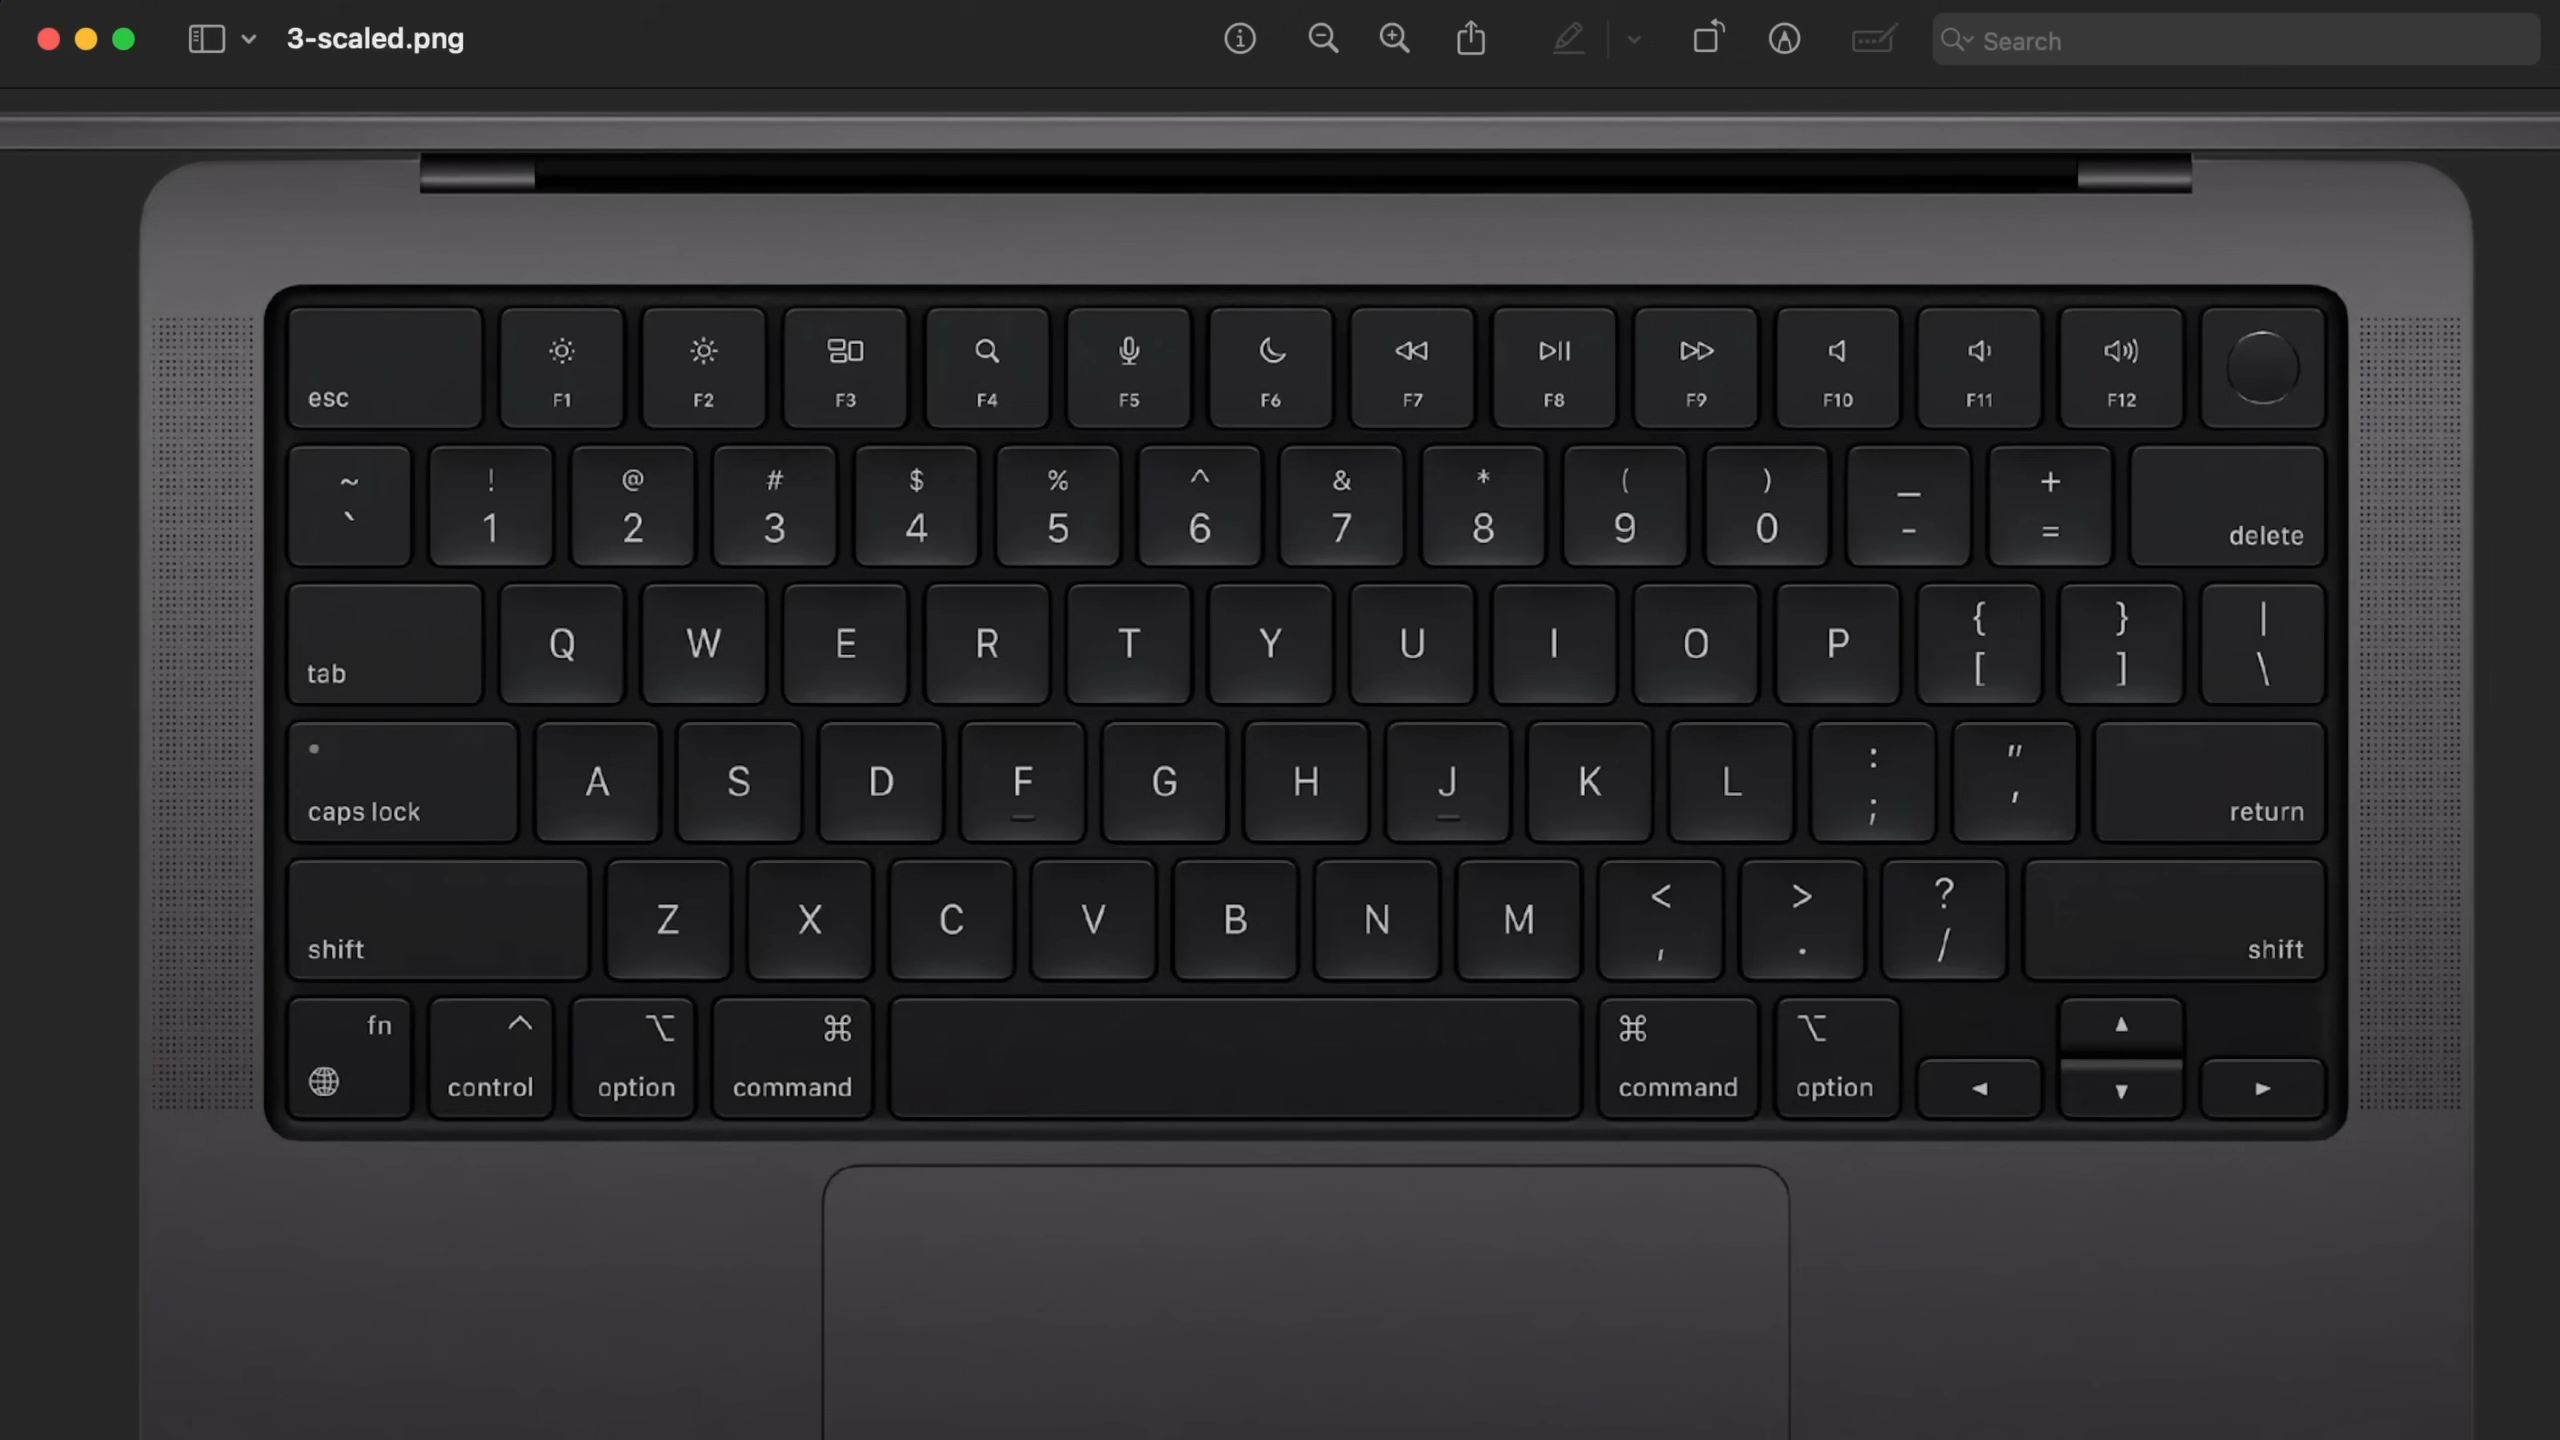 3-scaled.png
Search
esc F1 F2 F3 F4 F5 F6 F7 F8 F9 F10 F11 F12
~ ! @ # $ % ^ & * ( ) _ +
` 1 2 3 4 5 6 7 8 9 0 - = delete
tab Q W E R T Y U I O P { } |
[ ] \
caps lock A S D F G H J K L : "
; ' return
shift Z X C V B N M < > ?
, . / shift
fn ^ ⌥ ⌘ ⌘ ⌥ ▲
control option command command option ◀ ▼ ▶